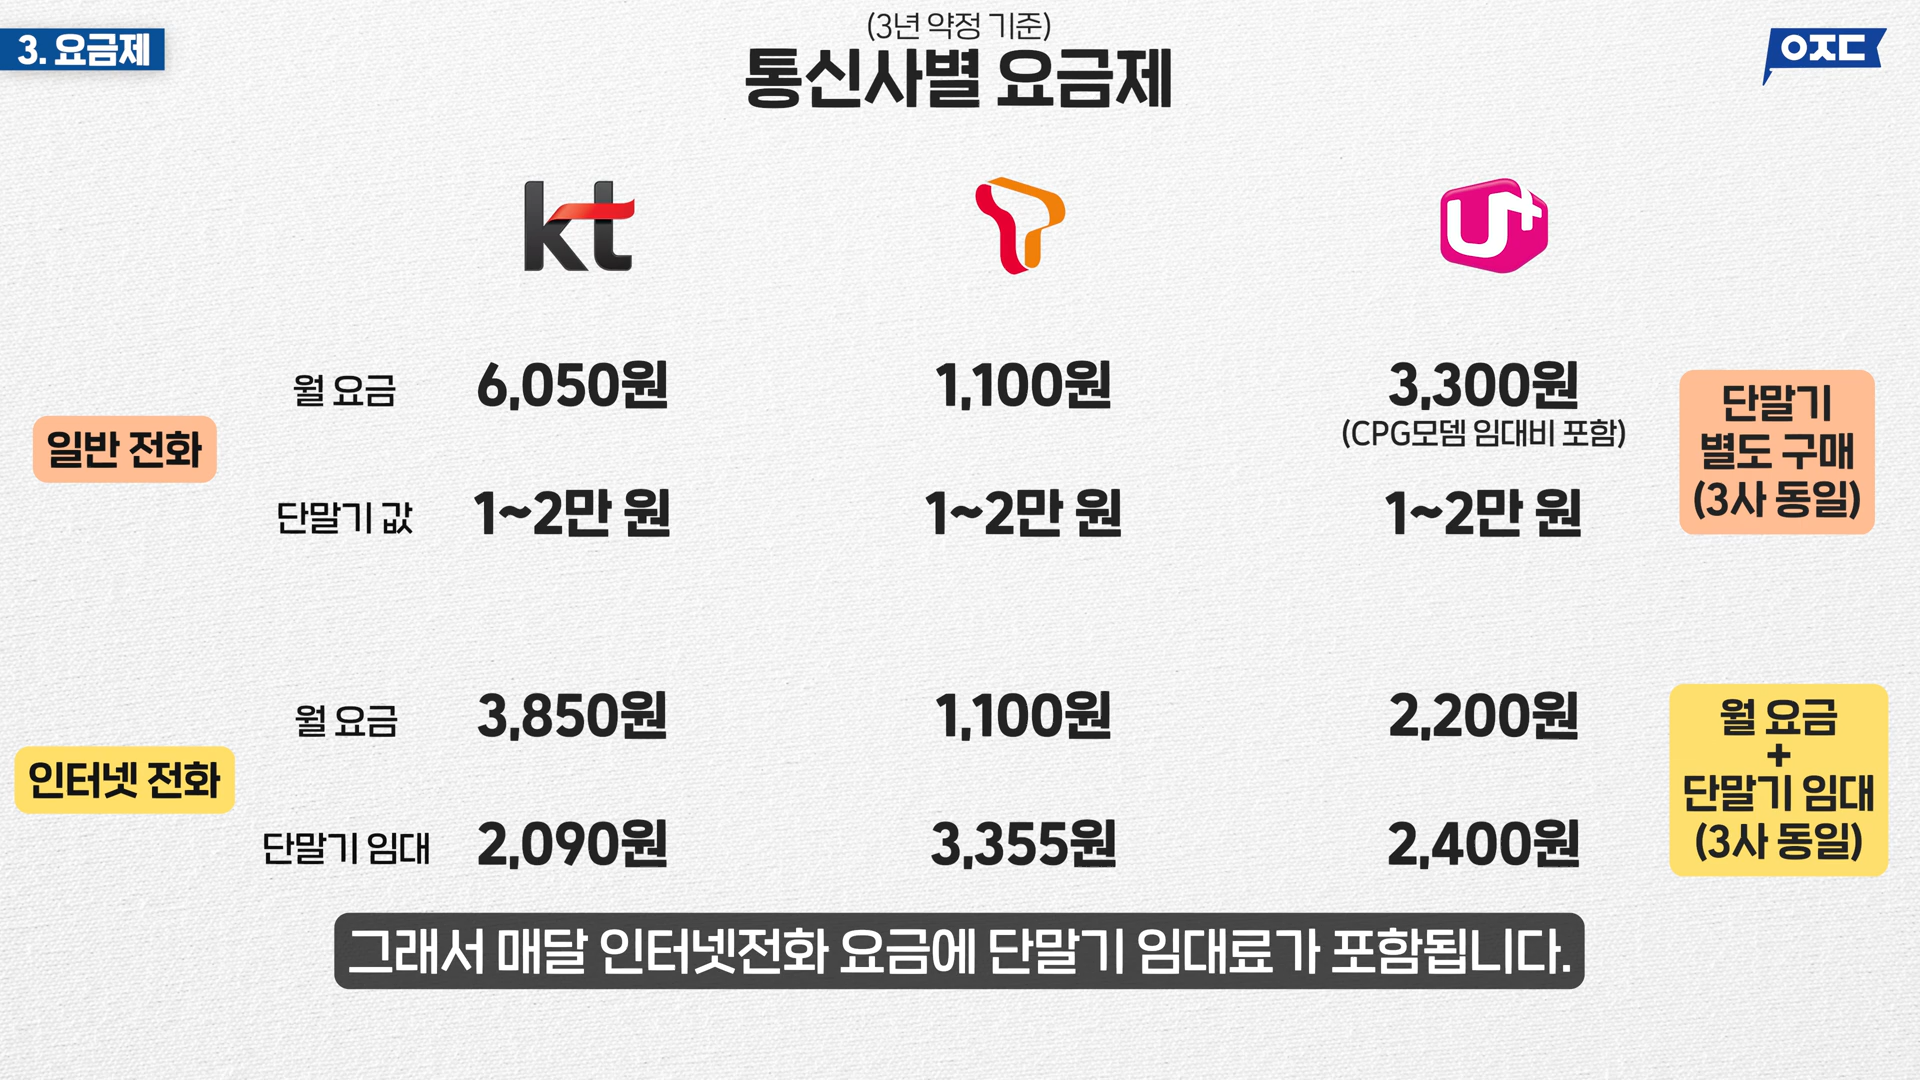 3. 요금제
(3년 약정 기준)
통신사별 요금제
오지드
kt
T
U+
일반 전화
월 요금
6,050원
1,100원
3,300원
(CPG모뎀 임대비 포함)
단말기 값
1~2만 원
1~2만 원
1~2만 원
단말기
별도 구매
(3사 동일)
인터넷 전화
월 요금
3,850원
1,100원
2,200원
단말기 임대
2,090원
3,355원
2,400원
월 요금
+
단말기 임대
(3사 동일)
그래서 매달 인터넷전화 요금에 단말기 임대료가 포함됩니다.